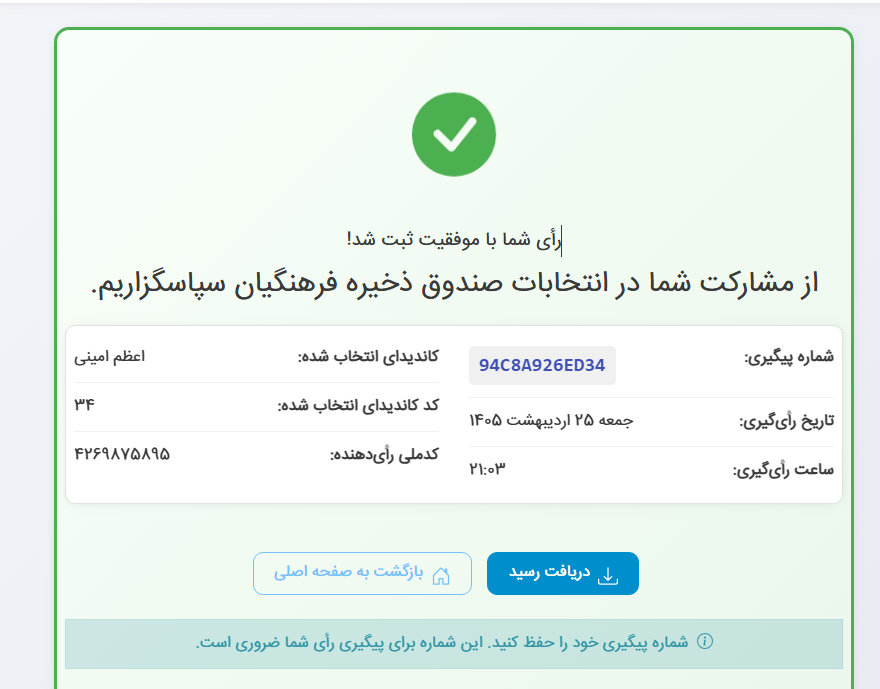 رأی شما با موفقیت ثبت شد!
از مشارکت شما در انتخابات صندوق ذخیره فرهنگیان سپاسگزاریم.
شماره پیگیری: 94C8A926ED34
تاریخ رأی‌گیری: جمعه ۲۵ اردیبهشت ۱۴۰۵
ساعت رأی‌گیری: ۲۱:۰۳
کاندیدای انتخاب شده: اعظم امینی
کد کاندیدای انتخاب شده: ۳۴
کدملی رأی‌دهنده: ۴۲۶۹۸۷۵۸۹۵
دریافت رسید
بازگشت به صفحه اصلی
شماره پیگیری خود را حفظ کنید. این شماره برای پیگیری رأی شما ضروری است.